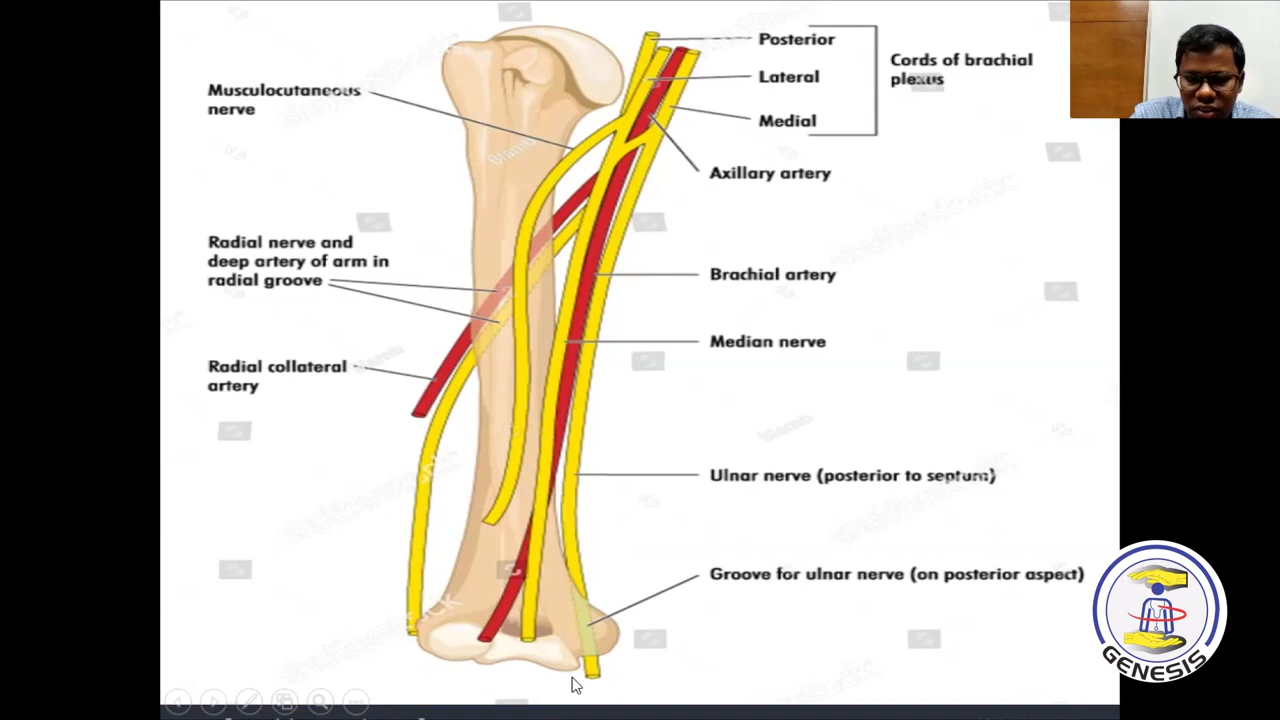 Posterior
Lateral
Medial
Cords of brachial
plexus
Musculocutaneous
nerve
Axillary artery
Radial nerve and
deep artery of arm in
radial groove
Brachial artery
Median nerve
Radial collateral
artery
Ulnar nerve (posterior to septum)
Groove for ulnar nerve (on posterior aspect)
GENESIS